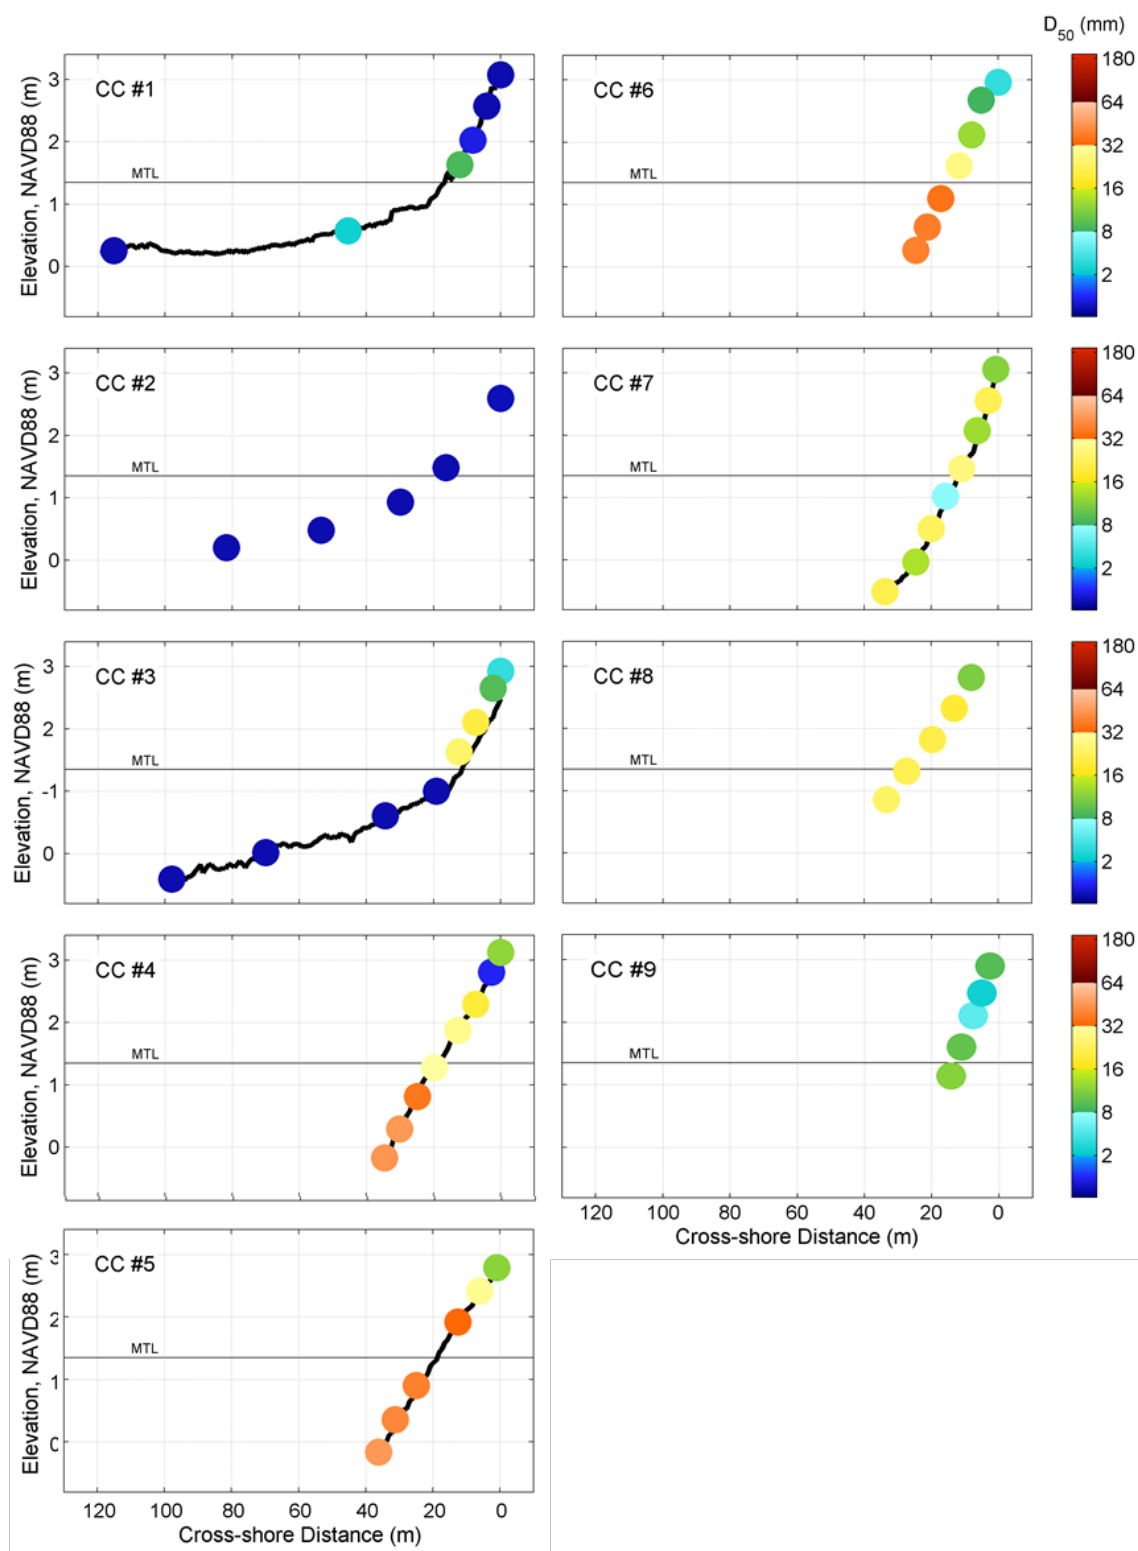 D50 (mm)
CC #1
Elevation, NAVD88 (m)
3
2
1
0
MTL
CC #6
MTL
180
64
32
16
8
2
CC #2
Elevation, NAVD88 (m)
3
2
1
0
MTL
CC #7
MTL
180
64
32
16
8
2
CC #3
Elevation, NAVD88 (m)
3
2
-1
0
MTL
CC #8
MTL
180
64
32
16
8
2
CC #4
Elevation, NAVD88 (m)
3
2
1
0
MTL
CC #9
MTL
120 100 80 60 40 20 0
Cross-shore Distance (m)
180
64
32
16
8
2
CC #5
Elevation, NAVD88 (m)
3
2
1
0
MTL
120 100 80 60 40 20 0
Cross-shore Distance (m)